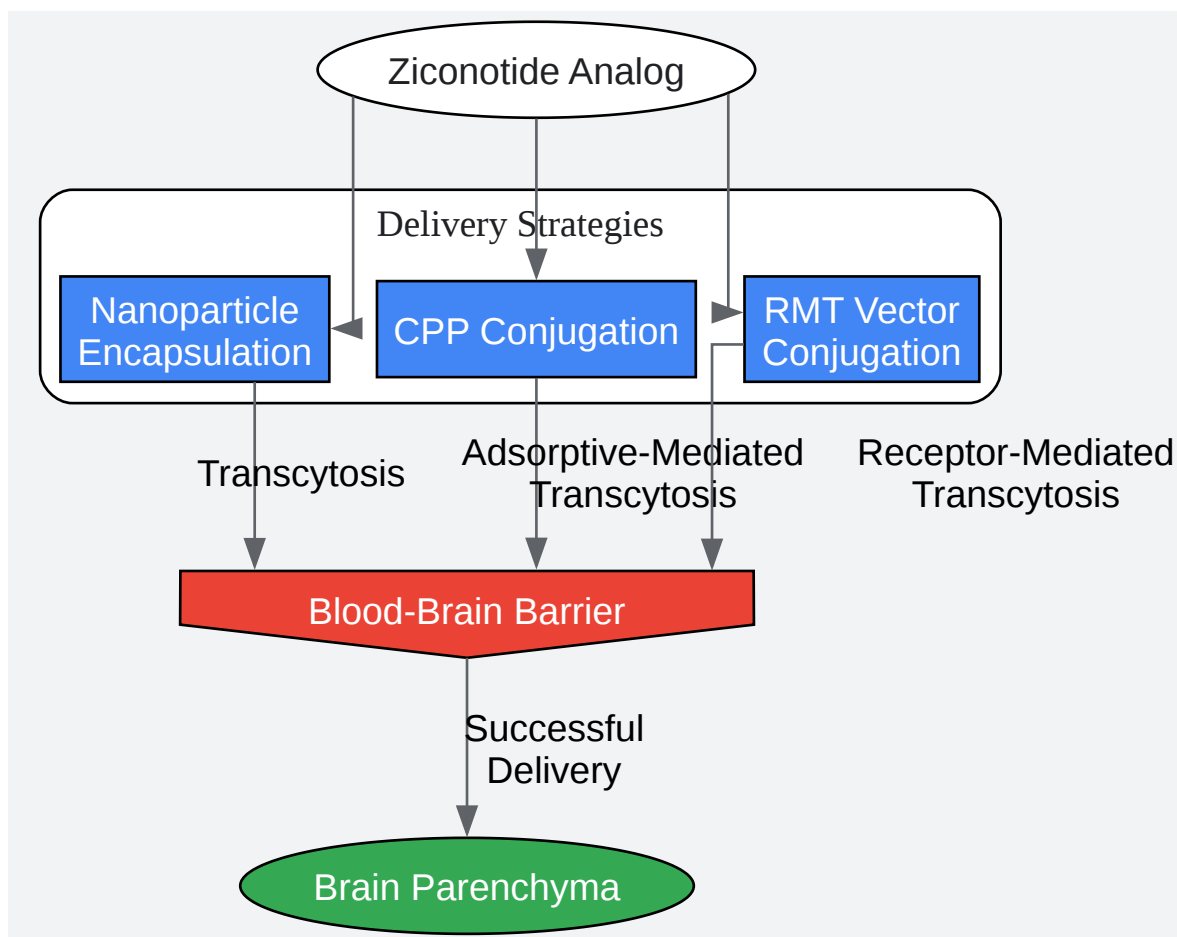 Ziconotide Analog
Delivery Strategies
Nanoparticle
Encapsulation
CPP Conjugation
RMT Vector
Conjugation
Transcytosis
Adsorptive-Mediated
Transcytosis
Receptor-Mediated
Transcytosis
Blood-Brain Barrier
Successful
Delivery
Brain Parenchyma